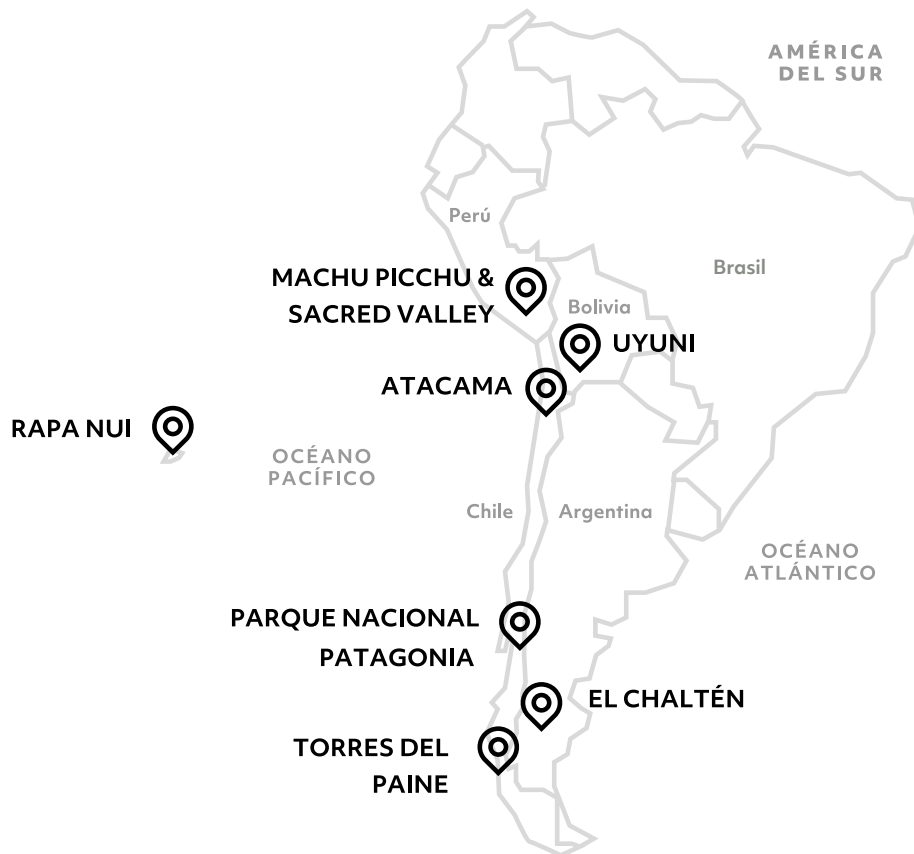 AMÉRICA
DEL SUR
Perú
Brasil
MACHU PICCHU &
SACRED VALLEY
Bolivia
UYUNI
ATACAMA
RAPA NUI
OCÉANO
PACÍFICO
Chile
Argentina
OCÉANO
ATLÁNTICO
PARQUE NACIONAL
PATAGONIA
EL CHALTÉN
TORRES DEL
PAINE